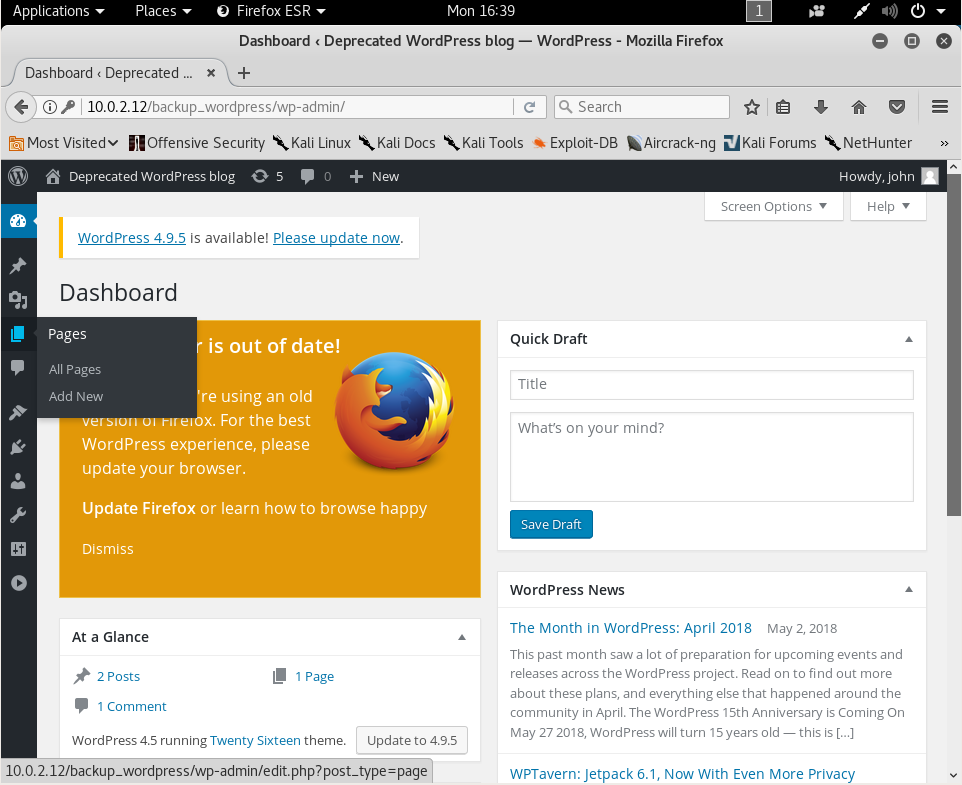 Applications Places Firefox ESR Mon 16:39 1
Dashboard ‹ Deprecated WordPress blog — WordPress - Mozilla Firefox
Dashboard ‹ Deprecated ...
10.0.2.12/backup_wordpress/wp-admin/ Search
Most Visited Offensive Security Kali Linux Kali Docs Kali Tools Exploit-DB Aircrack-ng Kali Forums NetHunter »
Deprecated WordPress blog 5 0 New Howdy, john
Screen Options Help
WordPress 4.9.5 is available! Please update now.
Dashboard
Pages
All Pages
Add New
r is out of date!
're using an old
version of Firefox. For the best
WordPress experience, please
update your browser.
Update Firefox or learn how to browse happy
Dismiss
At a Glance
2 Posts 1 Page
1 Comment
WordPress 4.5 running Twenty Sixteen theme. Update to 4.9.5
Quick Draft
Title
What's on your mind?
Save Draft
WordPress News
The Month in WordPress: April 2018 May 2, 2018
This past month saw a lot of preparation for upcoming events and
releases across the WordPress project. Read on to find out more
about these plans, and everything else that happened around the
community in April. The WordPress 15th Anniversary is Coming On
May 27 2018, WordPress will turn 15 years old — this is […]
WPTavern: Jetpack 6.1, Now With Even More Privacy
10.0.2.12/backup_wordpress/wp-admin/edit.php?post_type=page